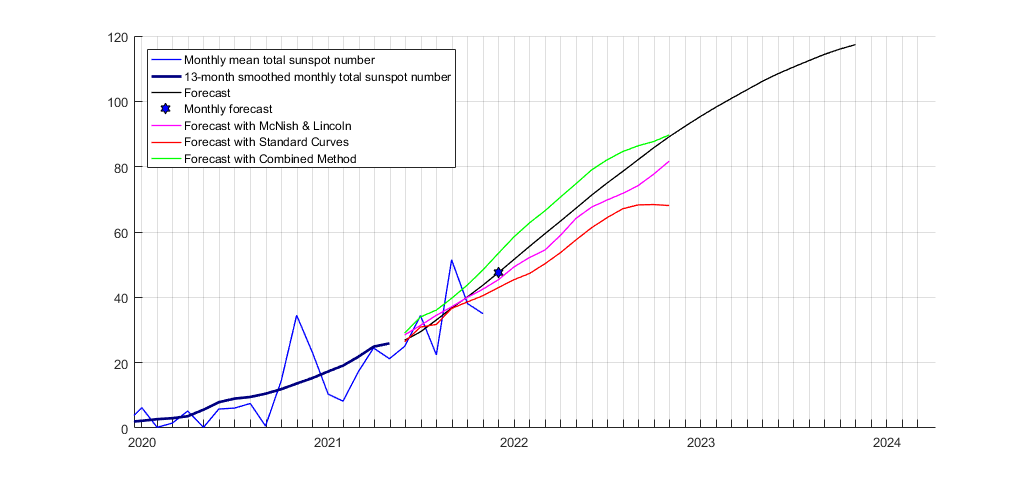 120
100
80
60
40
20
0
Monthly mean total sunspot number
13-month smoothed monthly total sunspot number
Forecast
Monthly forecast
Forecast with McNish & Lincoln
Forecast with Standard Curves
Forecast with Combined Method
2020 2021 2022 2023 2024